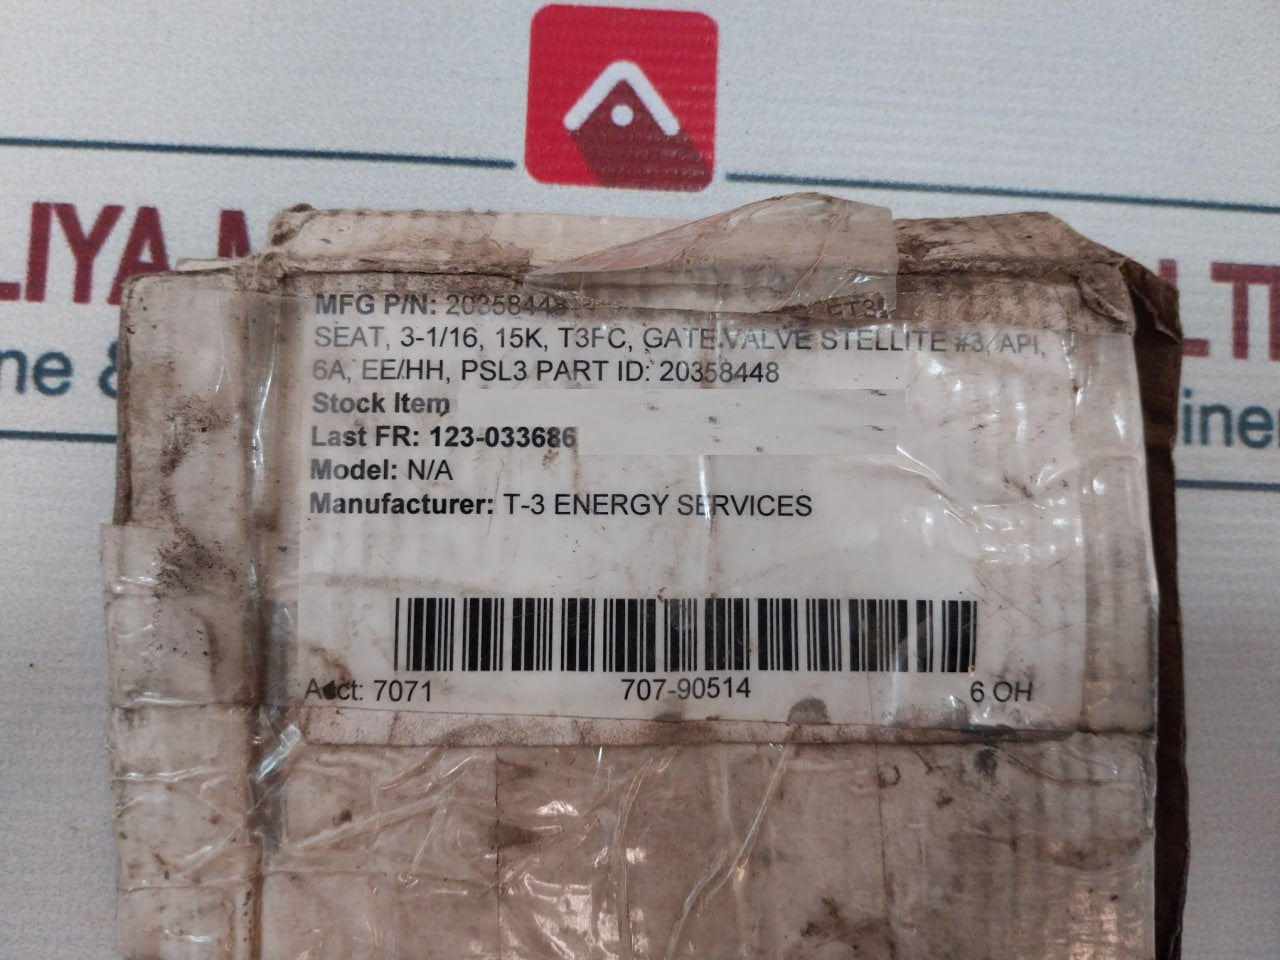 LIYA M
LTI
ne &
ine
MFG P/N: 20358448
SEAT, 3-1/16, 15K, T3FC, GATE.VALVE STELLITE #3, API,
6A, EE/HH, PSL3 PART ID: 20358448
Stock Item
Last FR: 123-033686
Model: N/A
Manufacturer: T-3 ENERGY SERVICES
Acct: 7071 707-90514 6 OH